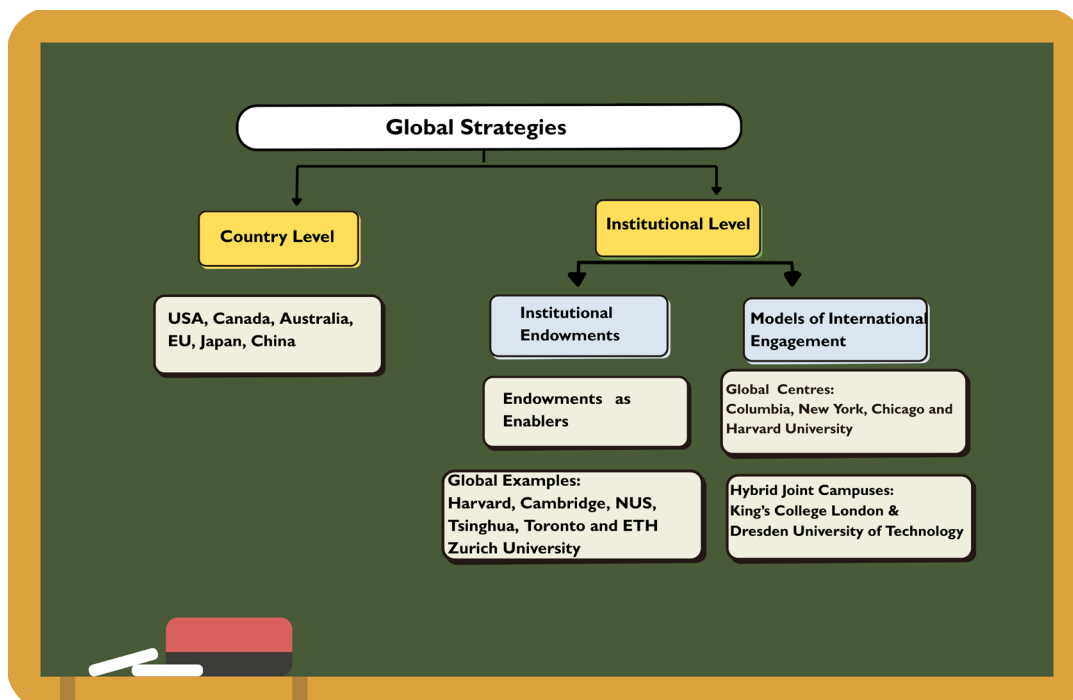 Global Strategies
Country Level
USA, Canada, Australia,
EU, Japan, China
Institutional Level
Institutional
Endowments
Endowments as
Enablers
Global Examples:
Harvard, Cambridge, NUS,
Tsinghua, Toronto and ETH
Zurich University
Models of International
Engagement
Global Centres:
Columbia, New York, Chicago and
Harvard University
Hybrid Joint Campuses:
King's College London &
Dresden University of Technology